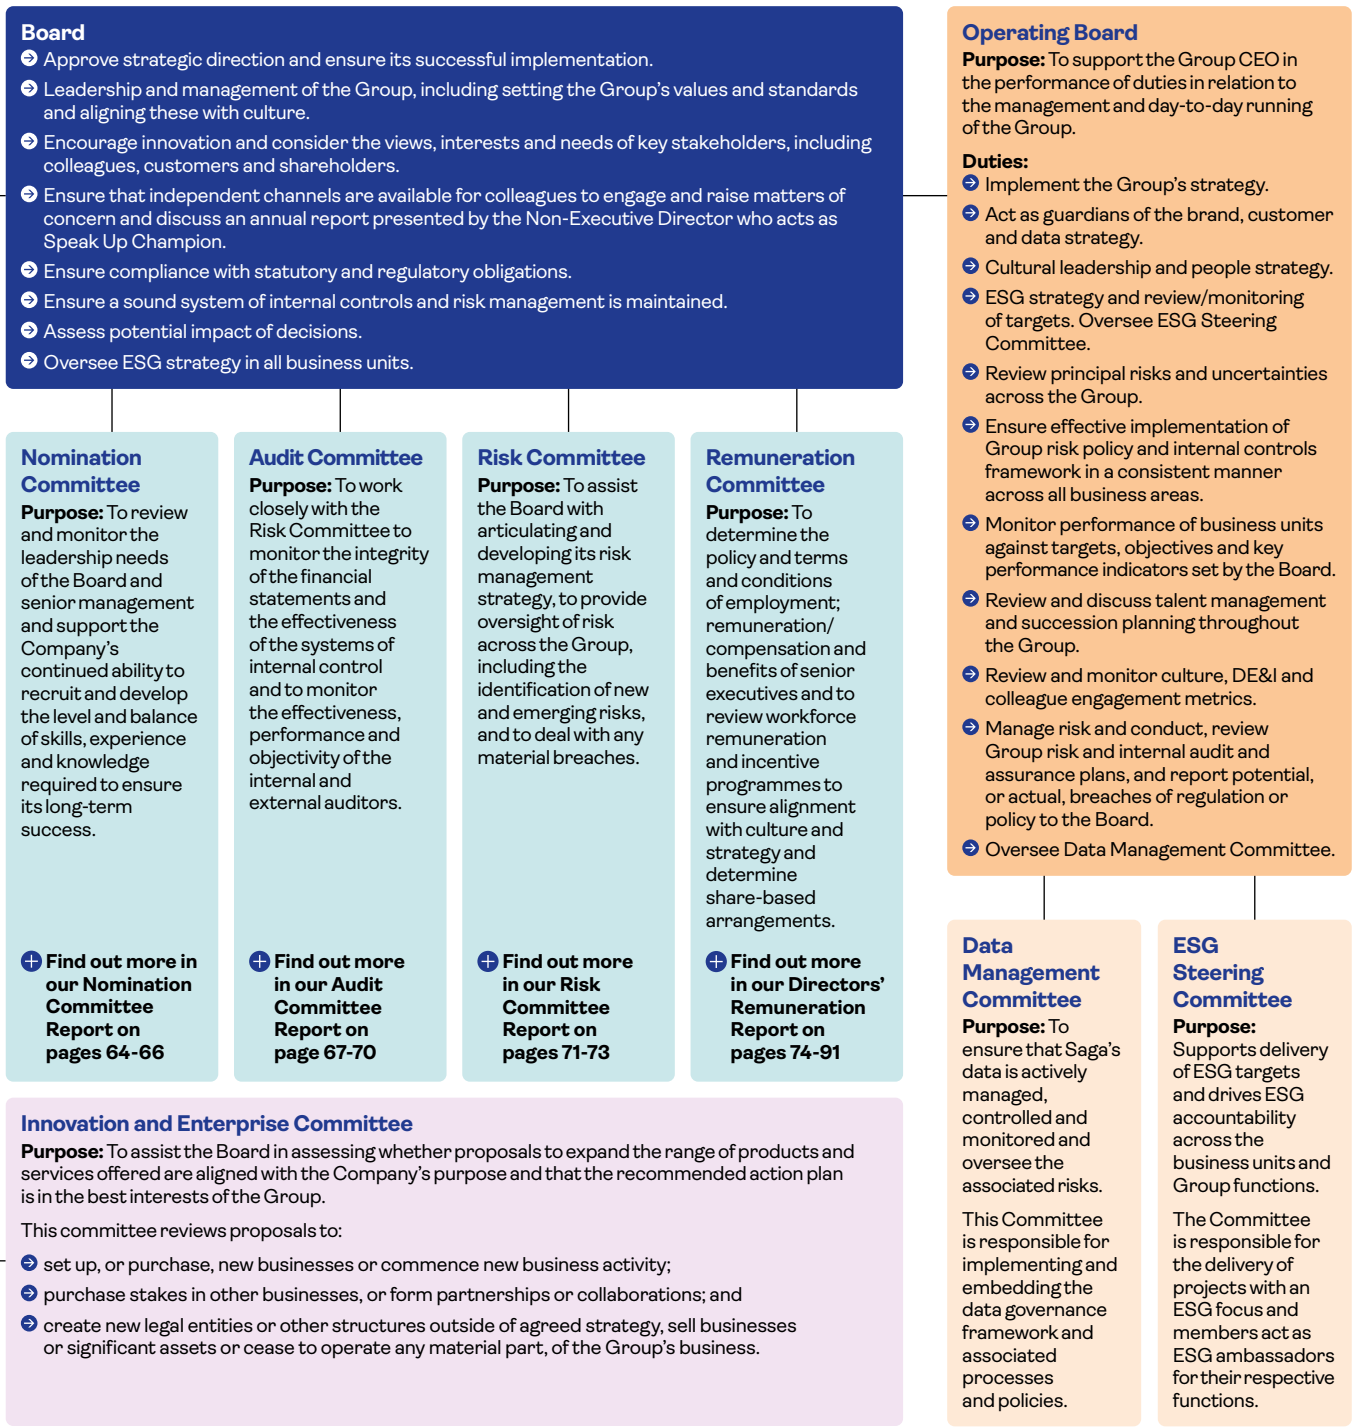 Board
Approve strategic direction and ensure its successful implementation.
Leadership and management of the Group, including setting the Group's values and standards
and aligning these with culture.
Encourage innovation and consider the views, interests and needs of key stakeholders, including
colleagues, customers and shareholders.
Ensure that independent channels are available for colleagues to engage and raise matters of
concern and discuss an annual report presented by the Non-Executive Director who acts as
Speak Up Champion.
Ensure compliance with statutory and regulatory obligations.
Ensure a sound system of internal controls and risk management is maintained.
Assess potential impact of decisions.
Oversee ESG strategy in all business units.
Nomination
Committee
Purpose: To review
and monitor the
leadership needs
of the Board and
senior management
and support the
Company's
continued ability to
recruit and develop
the level and balance
of skills, experience
and knowledge
required to ensure
its long-term
success.
Find out more in
our Nomination
Committee
Report on
pages 64-66
Audit Committee
Purpose: To work
closely with the
Risk Committee to
monitor the integrity
of the financial
statements and
the effectiveness
of the systems of
internal control
and to monitor
the effectiveness,
performance and
objectivity of the
internal and
external auditors.
Find out more
in our Audit
Committee
Report on
page 67-70
Risk Committee
Purpose: To assist
the Board with
articulating and
developing its risk
management
strategy, to provide
oversight of risk
across the Group,
including the
identification of new
and emerging risks,
and to deal with any
material breaches.
Find out more
in our Risk
Committee
Report on
pages 71-73
Remuneration
Committee
Purpose: To
determine the
policy and terms
and conditions
of employment;
remuneration/
compensation and
benefits of senior
executives and to
review workforce
remuneration
and incentive
programmes to
ensure alignment
with culture and
strategy and
determine
share-based
arrangements.
Find out more
in our Directors'
Remuneration
Report on
pages 74-91
Innovation and Enterprise Committee
Purpose: To assist the Board in assessing whether proposals to expand the range of products and
services offered are aligned with the Company's purpose and that the recommended action plan
is in the best interests of the Group.
This committee reviews proposals to:
set up, or purchase, new businesses or commence new business activity;
purchase stakes in other businesses, or form partnerships or collaborations; and
create new legal entities or other structures outside of agreed strategy, sell businesses
or significant assets or cease to operate any material part, of the Group's business.
Operating Board
Purpose: To support the Group CEO in
the performance of duties in relation to
the management and day-to-day running
of the Group.
Duties:
Implement the Group's strategy.
Act as guardians of the brand, customer
and data strategy.
Cultural leadership and people strategy.
ESG strategy and review/monitoring
of targets. Oversee ESG Steering
Committee.
Review principal risks and uncertainties
across the Group.
Ensure effective implementation of
Group risk policy and internal controls
framework in a consistent manner
across all business areas.
Monitor performance of business units
against targets, objectives and key
performance indicators set by the Board.
Review and discuss talent management
and succession planning throughout
the Group.
Review and monitor culture, DE&I and
colleague engagement metrics.
Manage risk and conduct, review
Group risk and internal audit and
assurance plans, and report potential,
or actual, breaches of regulation or
policy to the Board.
Oversee Data Management Committee.
Data
Management
Committee
Purpose: To
ensure that Saga's
data is actively
managed,
controlled and
monitored and
oversee the
associated risks.
This Committee
is responsible for
implementing and
embedding the
data governance
framework and
associated
processes
and policies.
ESG
Steering
Committee
Purpose:
Supports delivery
of ESG targets
and drives ESG
accountability
across the
business units and
Group functions.
The Committee
is responsible for
the delivery of
projects with an
ESG focus and
members act as
ESG ambassadors
for their respective
functions.